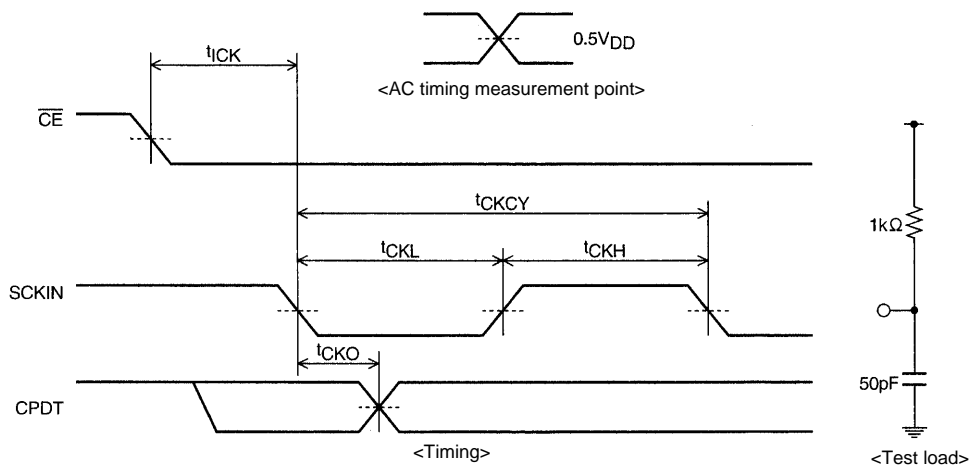 0.5VDD
<AC timing measurement point>
tICK
CE
tCKCY
1kΩ
tCKL
tCKH
SCKIN
tCKO
CPDT
50pF
<Timing>
<Test load>